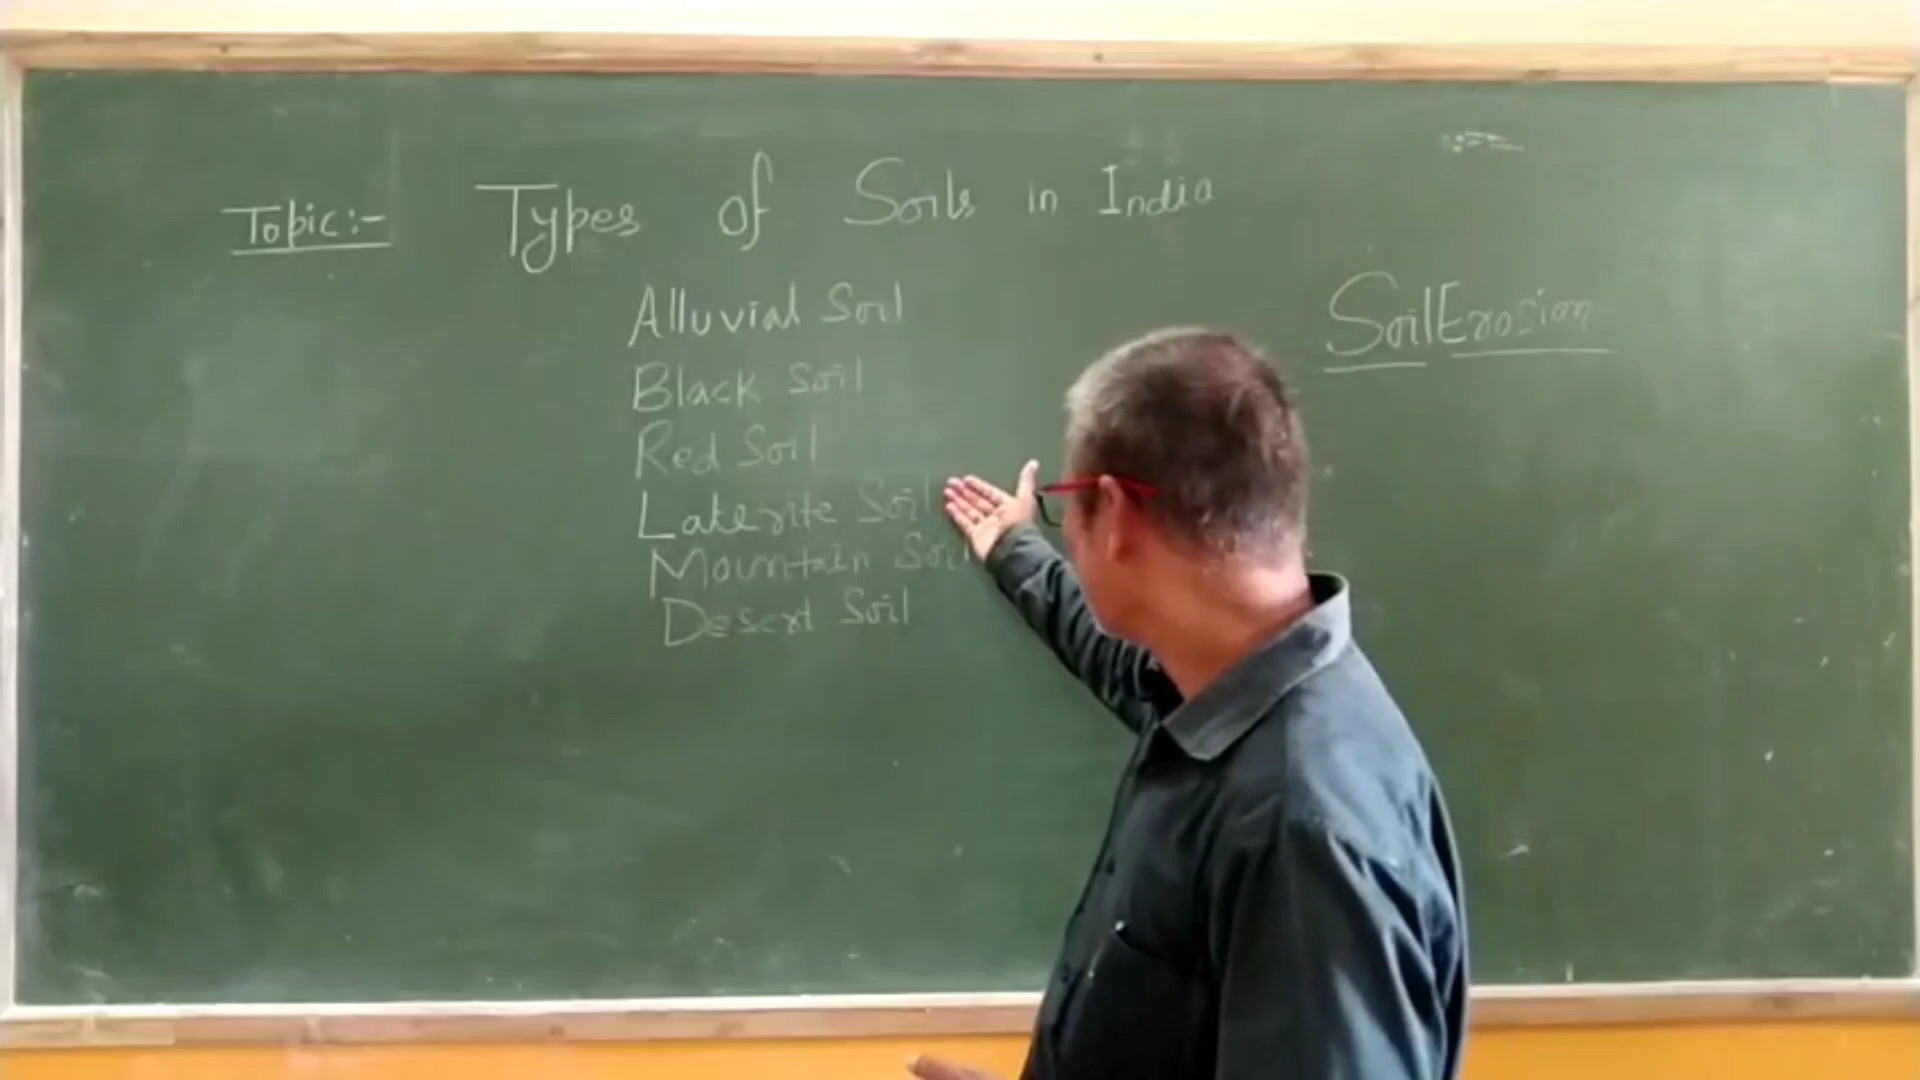 Topic:- Types of Soils in India
Alluvial Soil
Black Soil
Red Soil
Laterite Soil
Mountain Soil
Desert Soil
Soil Erosion